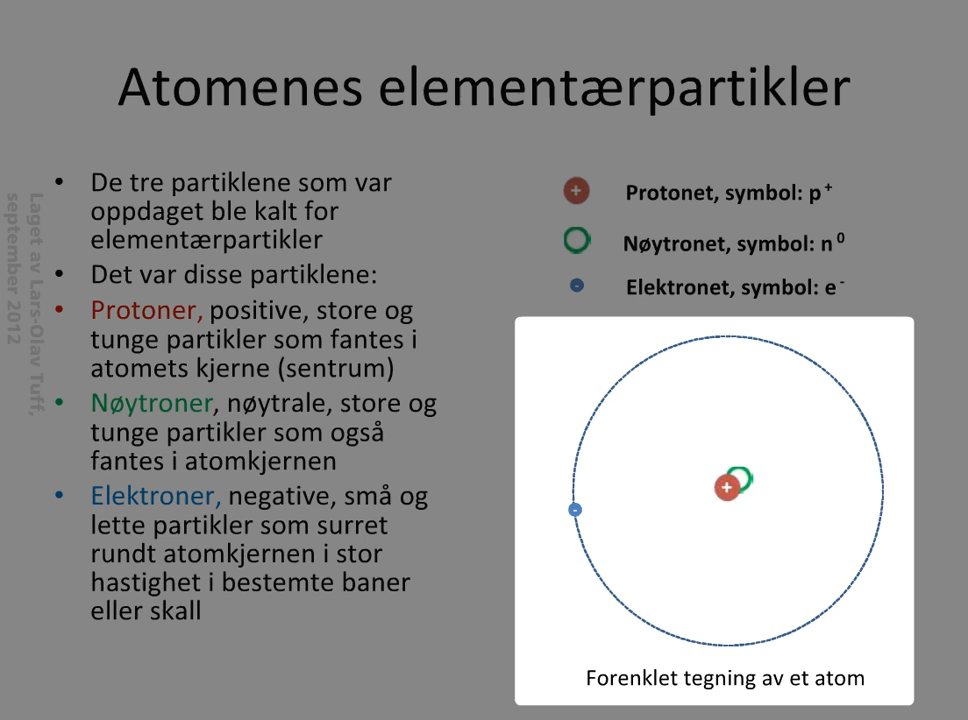 Atomenes elementærpartikler
• De tre partiklene som var
oppdaget ble kalt for
elementærpartikler
• Det var disse partiklene:
• Protoner, positive, store og
tunge partikler som fantes i
atomets kjerne (sentrum)
• Nøytroner, nøytrale, store og
tunge partikler som også
fantes i atomkjernen
• Elektroner, negative, små og
lette partikler som surret
rundt atomkjernen i stor
hastighet i bestemte baner
eller skall
+ Protonet, symbol: p⁺
Nøytronet, symbol: n⁰
- Elektronet, symbol: e⁻
+
-
Forenklet tegning av et atom
Laget av Lars-Olav Tuff,
september 2012